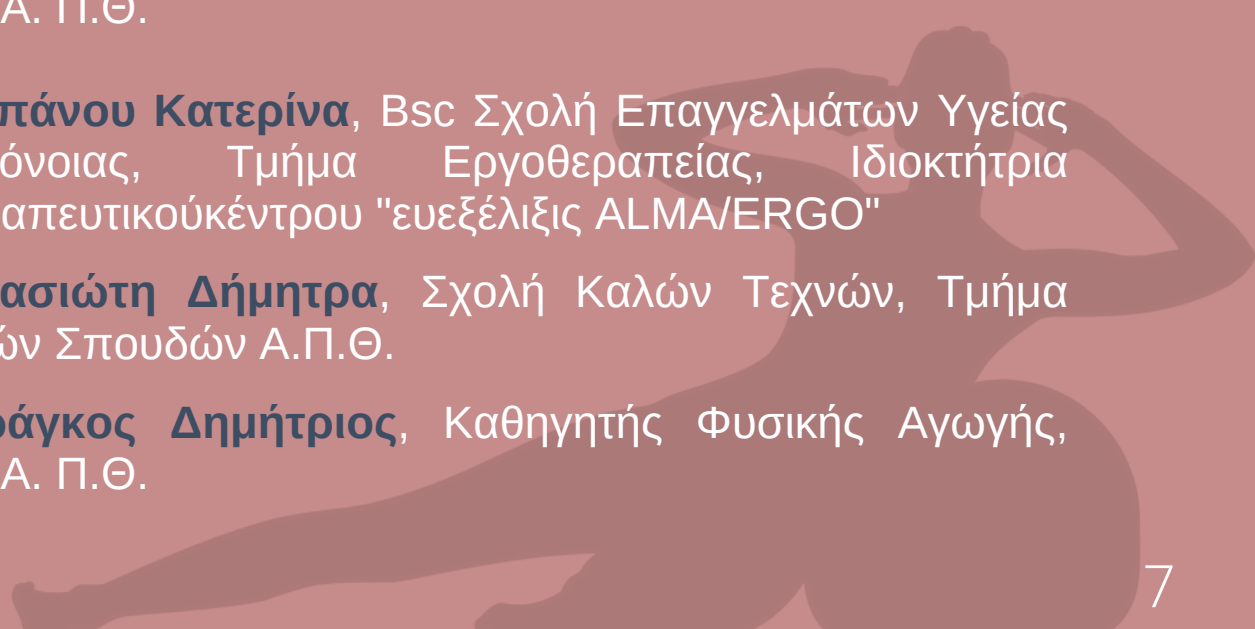 Α. Π.Θ.
πάνου Κατερίνα, Bsc Σχολή Επαγγελμάτων Υγείας
όνοιας, Τμήμα Εργοθεραπείας, Ιδιοκτήτρια
απευτικούκέντρου "ευεξέλιξις ALMA/ERGO"
ασιώτη Δήμητρα, Σχολή Καλών Τεχνών, Τμήμα
ών Σπουδών Α.Π.Θ.
ράγκος Δημήτριος, Καθηγητής Φυσικής Αγωγής,
Α. Π.Θ.
7